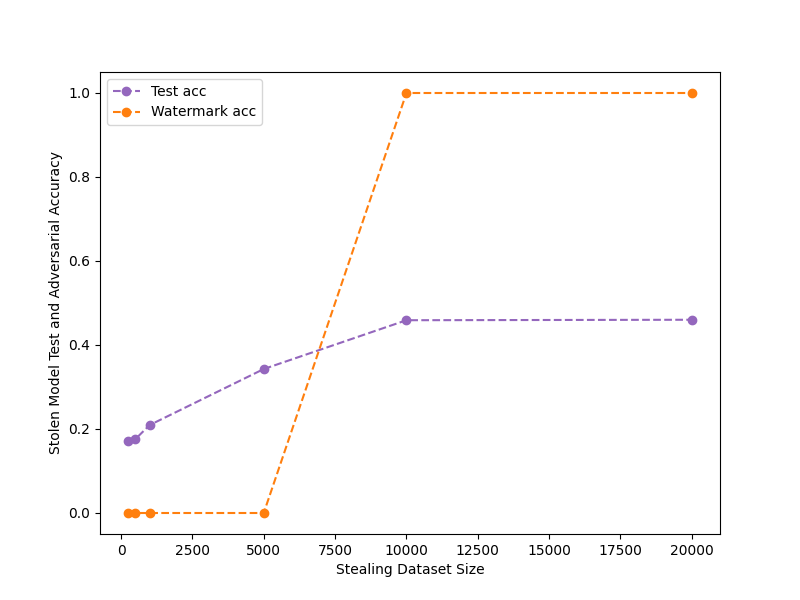 Test acc
Watermark acc
Stolen Model Test and Adversarial Accuracy
1.0
0.8
0.6
0.4
0.2
0.0
0 2500 5000 7500 10000 12500 15000 17500 20000
Stealing Dataset Size